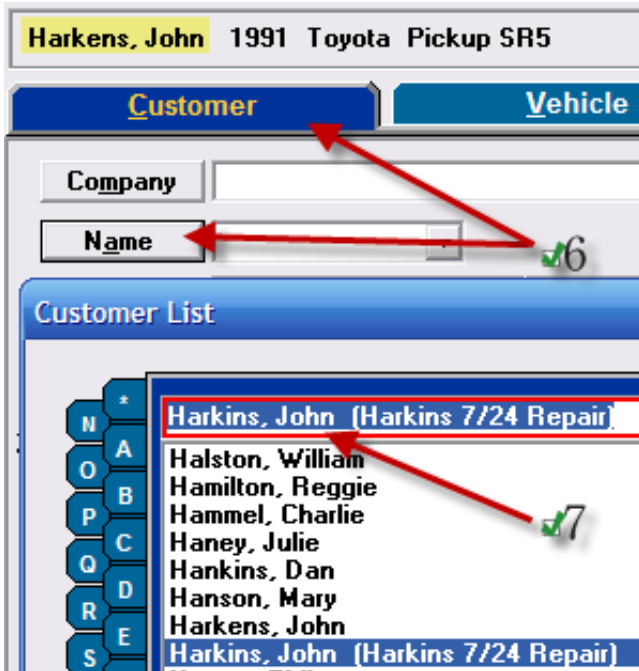 Harkens, John 1991 Toyota Pickup SR5
Customer Vehicle
Company
Name
6
Customer List
*
N
Harkins, John (Harkins 7/24 Repair)
A
Halston, William
O
Hamilton, Reggie
B
Hammel, Charlie
P
7
C
Haney, Julie
Q
Hankins, Dan
D
Hanson, Mary
R
Harkens, John
E
Harkins, John (Harkins 7/24 Repair)
S